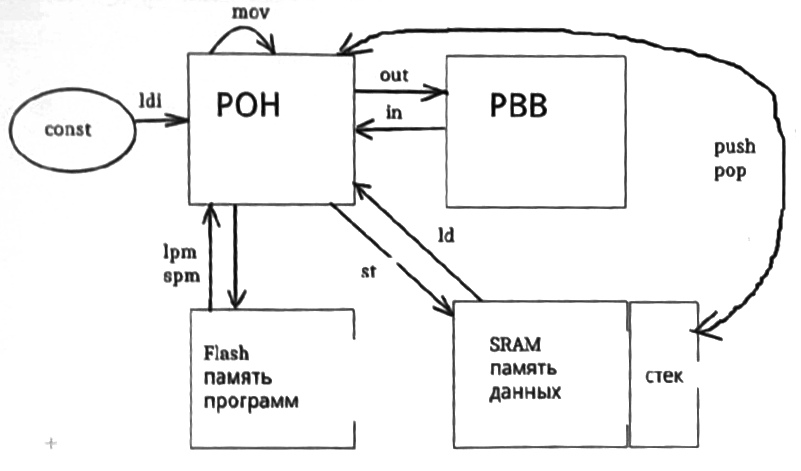 mov
ldi
const
РОН
out
in
РВВ
push
pop
lpm
spm
st
ld
Flash
память
программ
SRAM
память
данных
стек